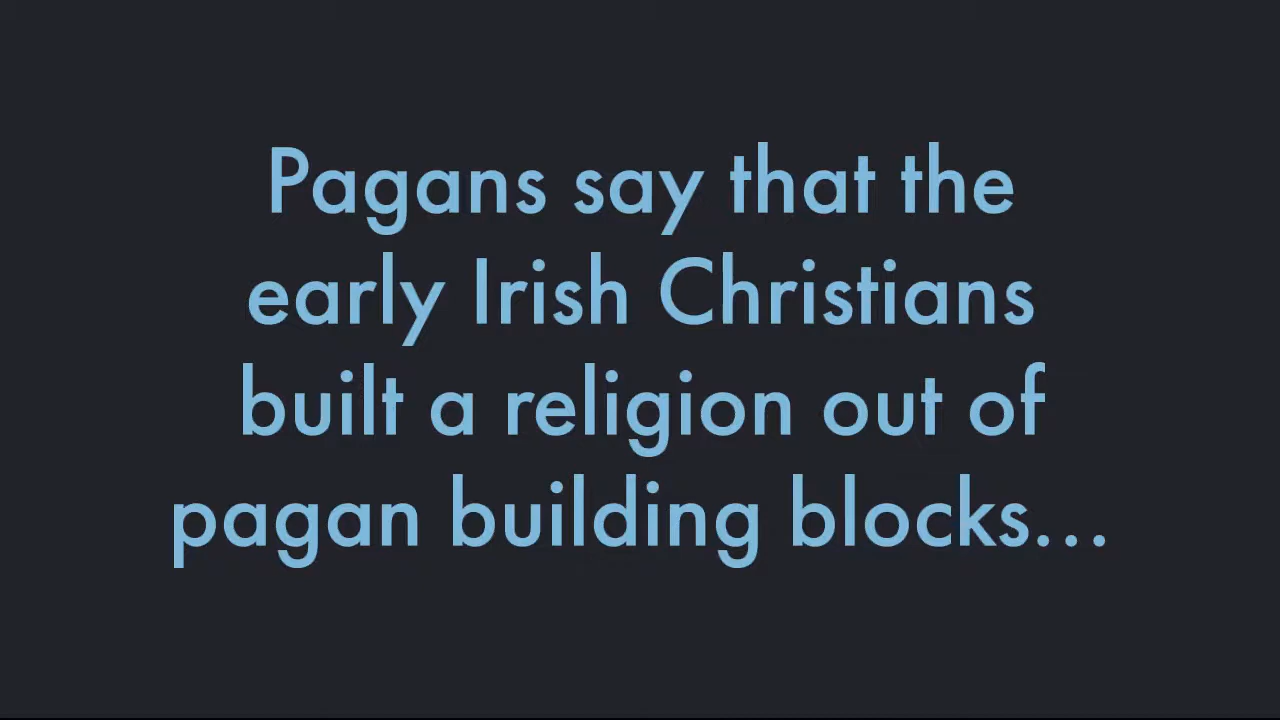 Pagans say that the
early Irish Christians
built a religion out of
pagan building blocks…